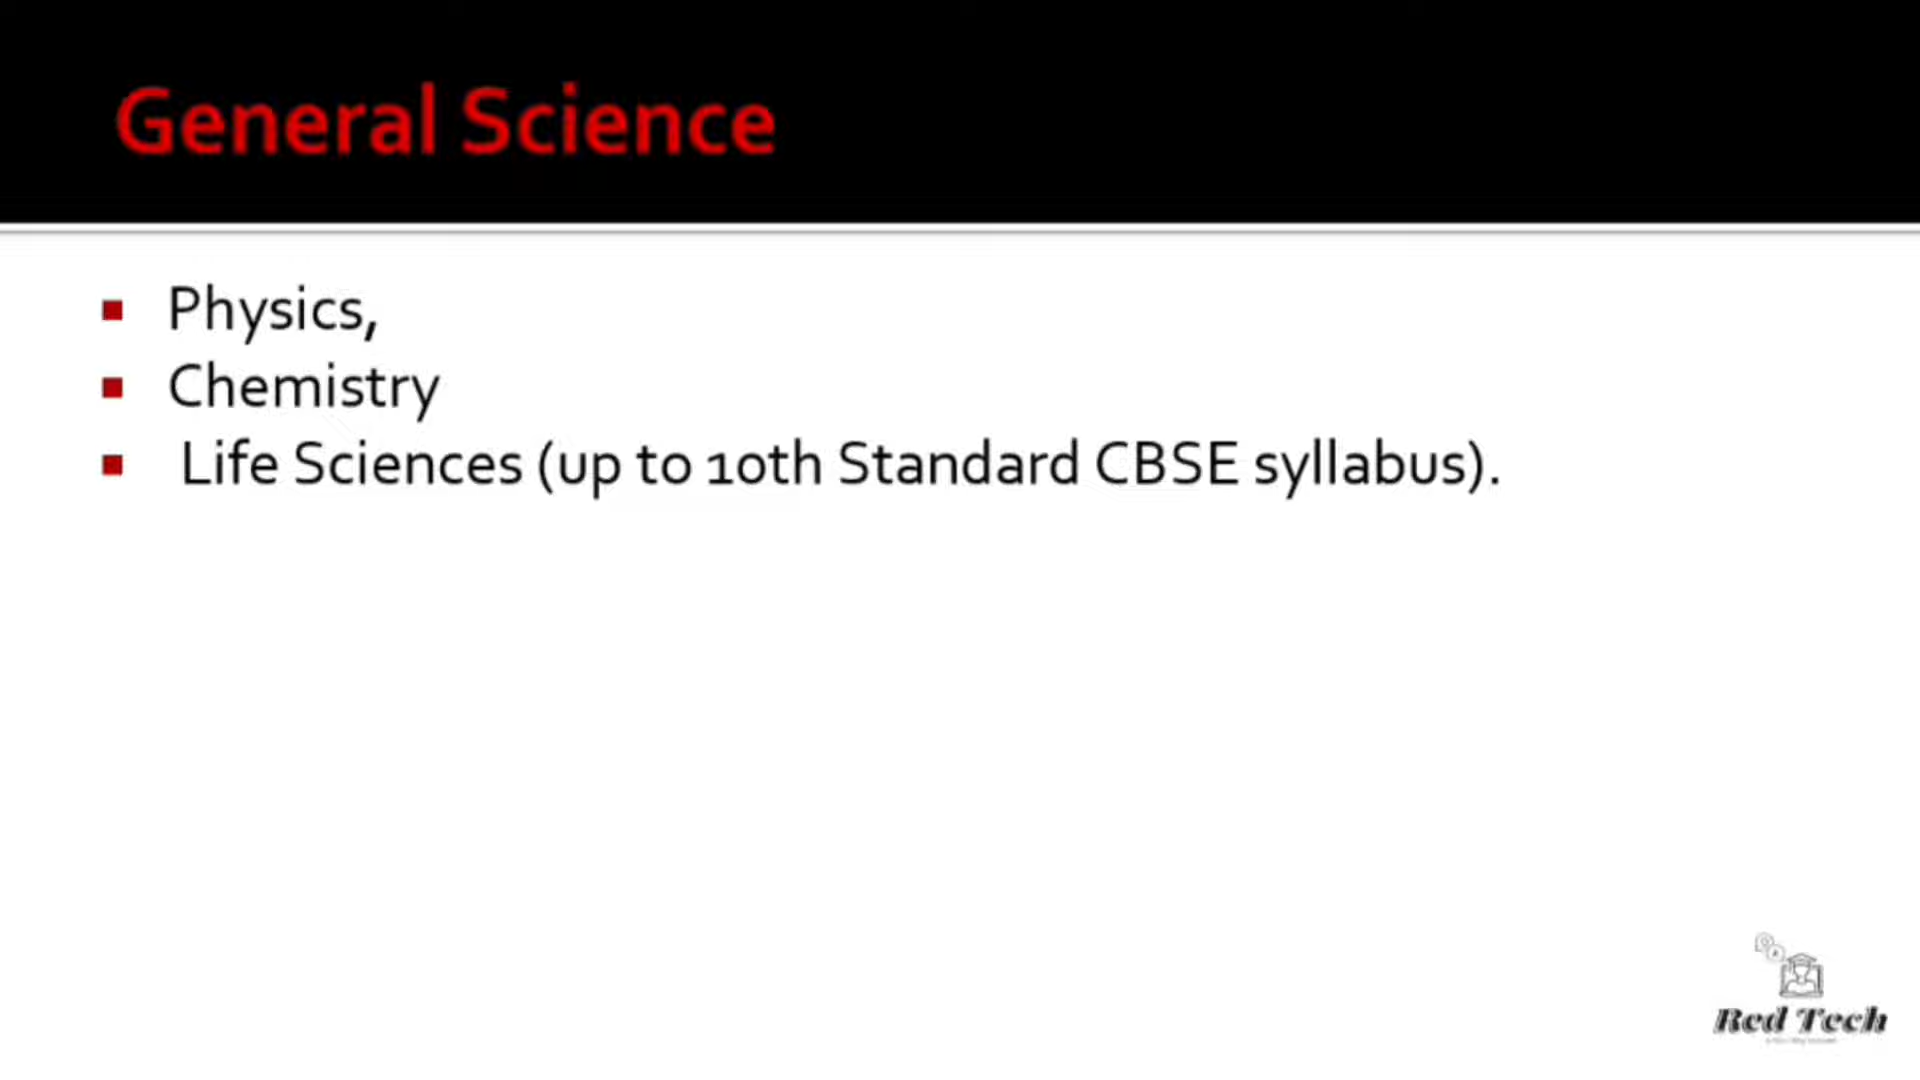 General Science
Physics,
Chemistry
Life Sciences (up to 10th Standard CBSE syllabus).
Red Tech